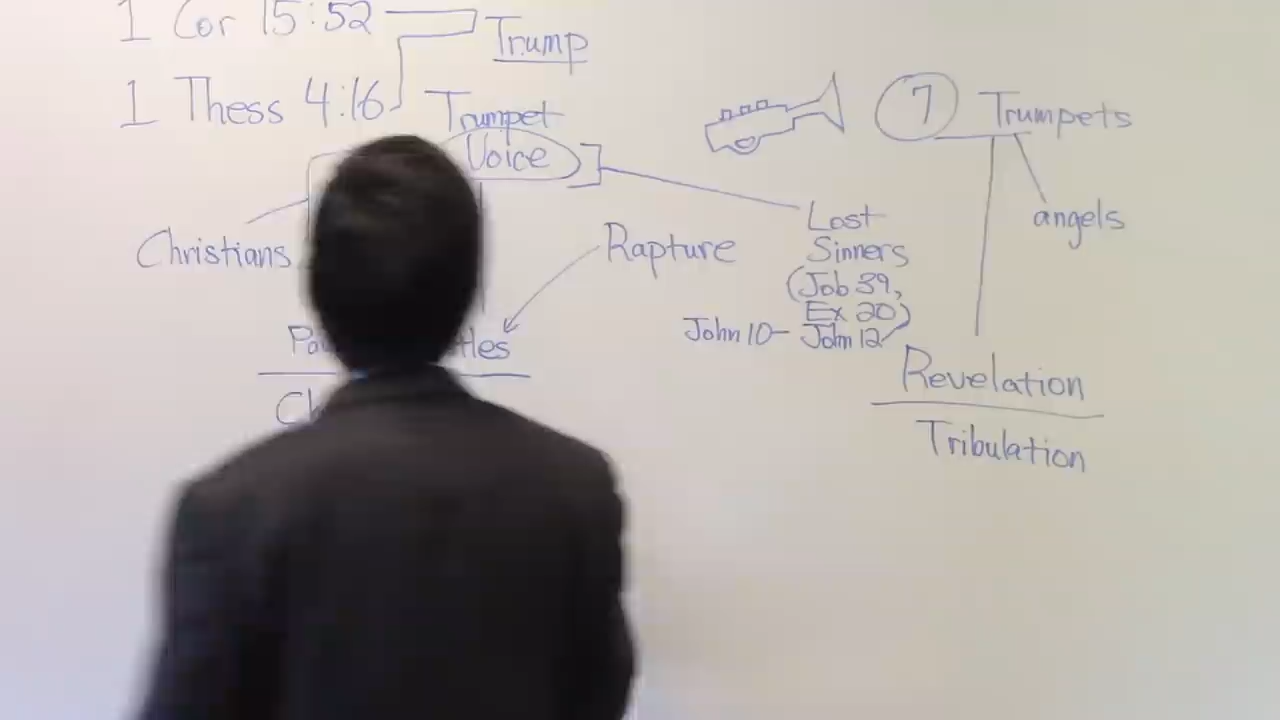 1 Cor 15:52
Trump
1 Thess 4:16
Trumpet
Voice
7 Trumpets
angels
Christians
Rapture
Lost
Sinners
(Job 39,
Ex 20)
John 10 - John 12
Revelation
Tribulation